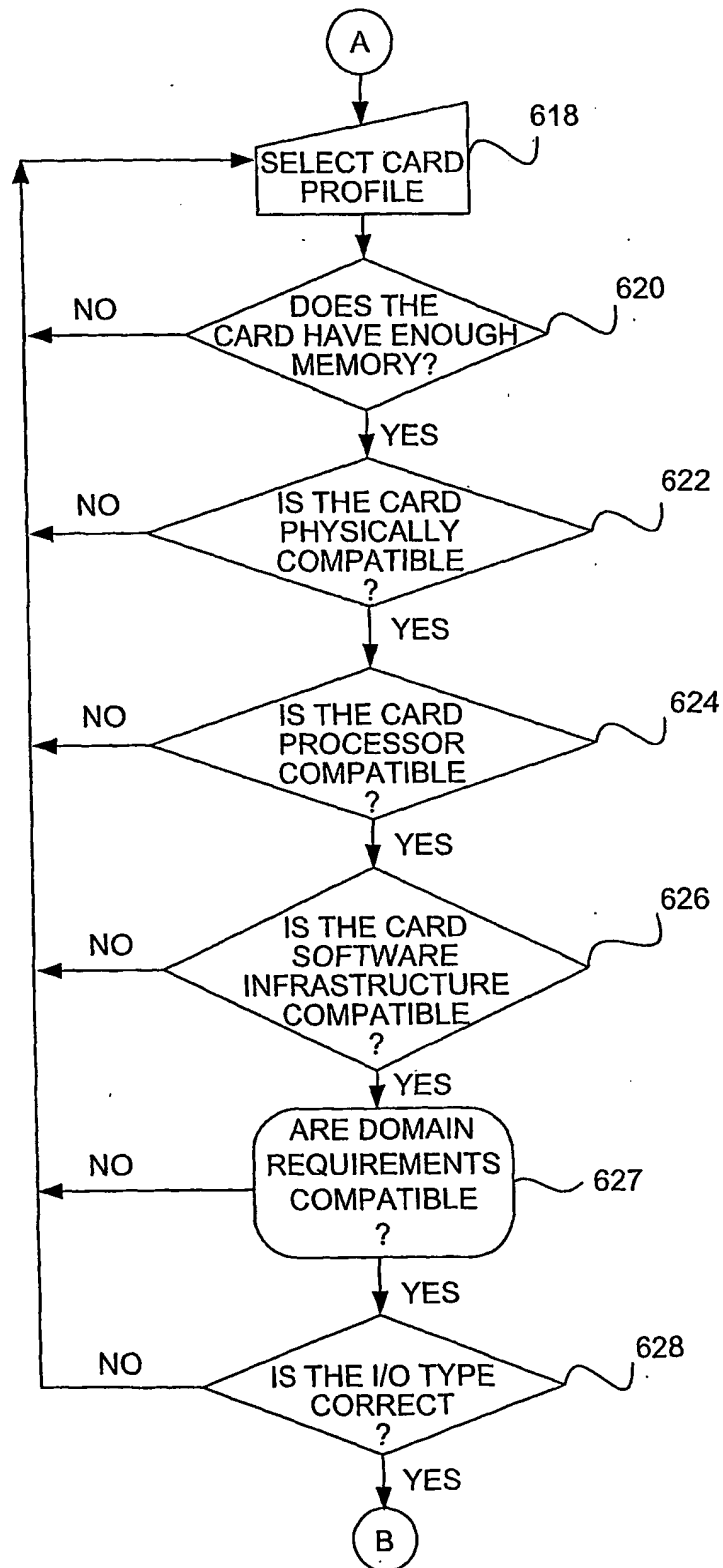 A
SELECT CARD
PROFILE
618
DOES THE
CARD HAVE ENOUGH
MEMORY?
620
NO
YES
IS THE CARD
PHYSICALLY
COMPATIBLE
?
622
NO
YES
IS THE CARD
PROCESSOR
COMPATIBLE
?
624
NO
YES
IS THE CARD
SOFTWARE
INFRASTRUCTURE
COMPATIBLE
?
626
NO
YES
ARE DOMAIN
REQUIREMENTS
COMPATIBLE
?
627
NO
YES
IS THE I/O TYPE
CORRECT
?
628
NO
YES
B